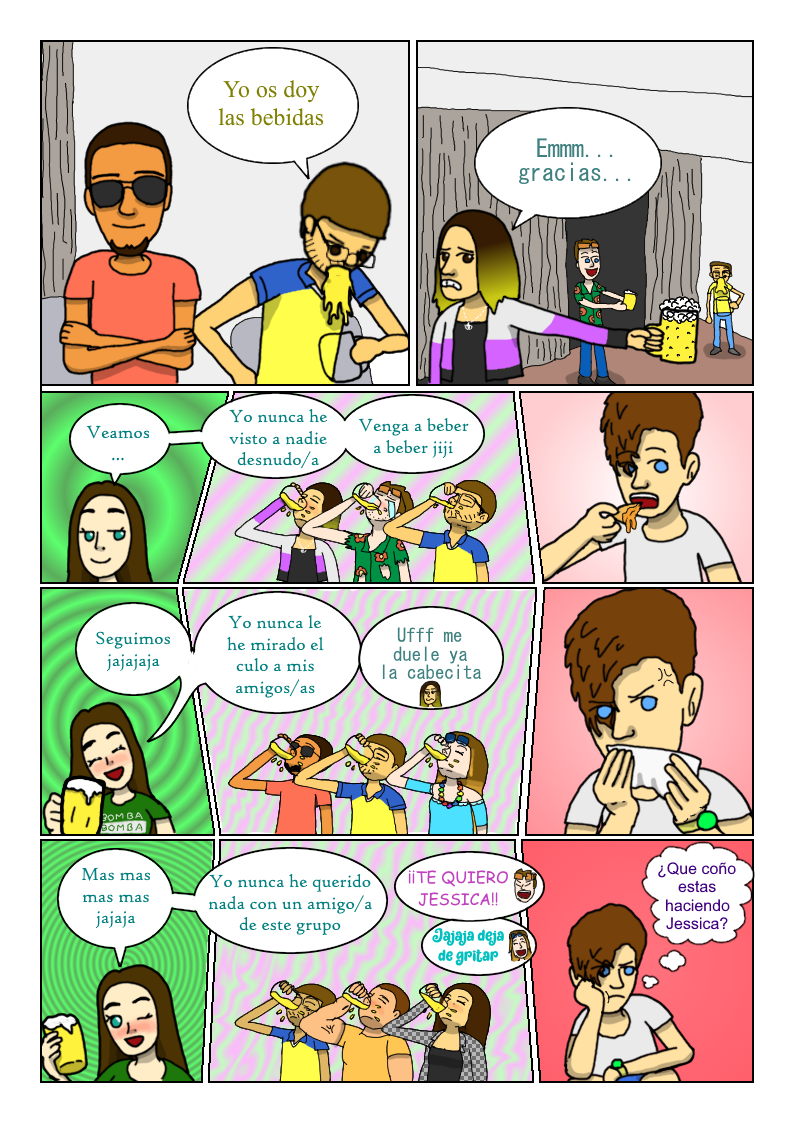 Yo os doy
las bebidas
Emmm...
gracias...
Veamos
...
Yo nunca he
visto a nadie
desnudo/a
Venga a beber
a beber jiji
Seguimos
jajajaja
Yo nunca le
he mirado el
culo a mis
amigos/as
Ufff me
duele ya
la cabecita
BOMBA
BOMBA
Mas mas
mas mas
jajaja
Yo nunca he querido
nada con un amigo/a
de este grupo
¡¡TE QUIERO
JESSICA!!
Jajaja deja
de gritar
¿Que coño
estas
haciendo
Jessica?